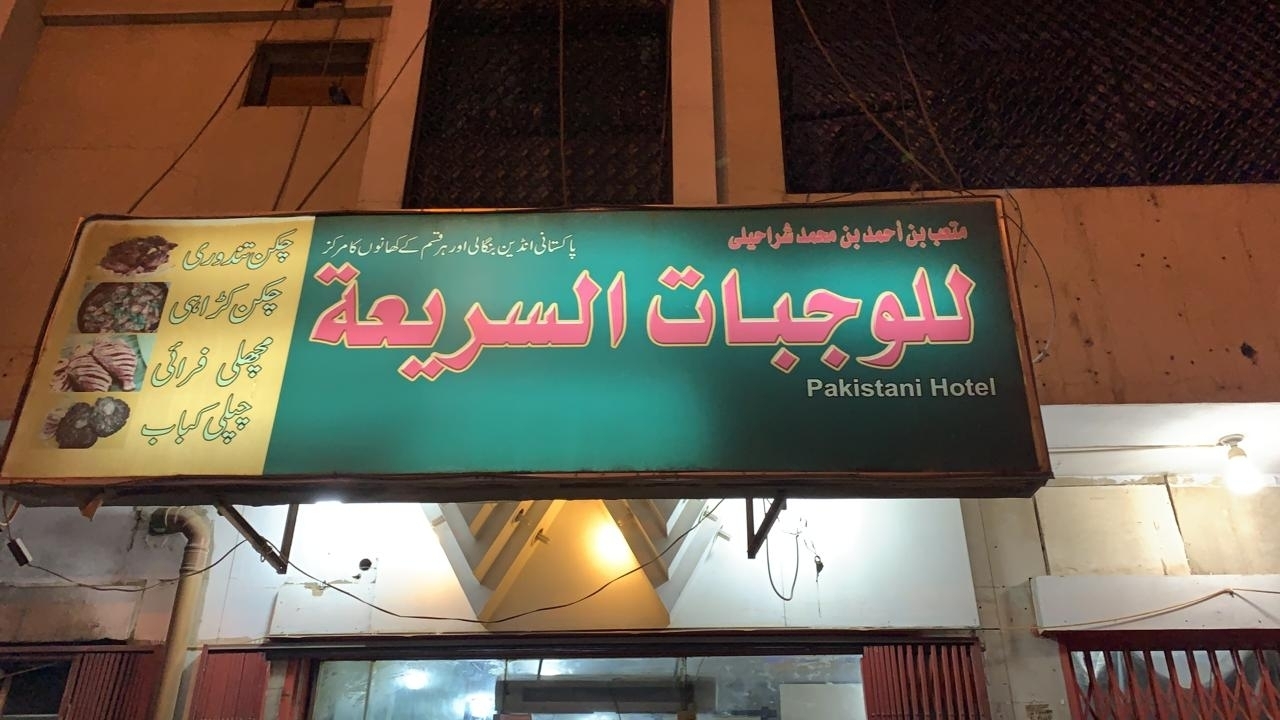 متعب بن أحمد بن محمد شراحيلى
پاکستانی انڈین بنگالی اور ہر قسم کے کھانوں کا مرکز
للوجبات السريعة
Pakistani Hotel
چکن تندوری
چکن کڑاہی
مچھلی فرائی
چپلی کباب